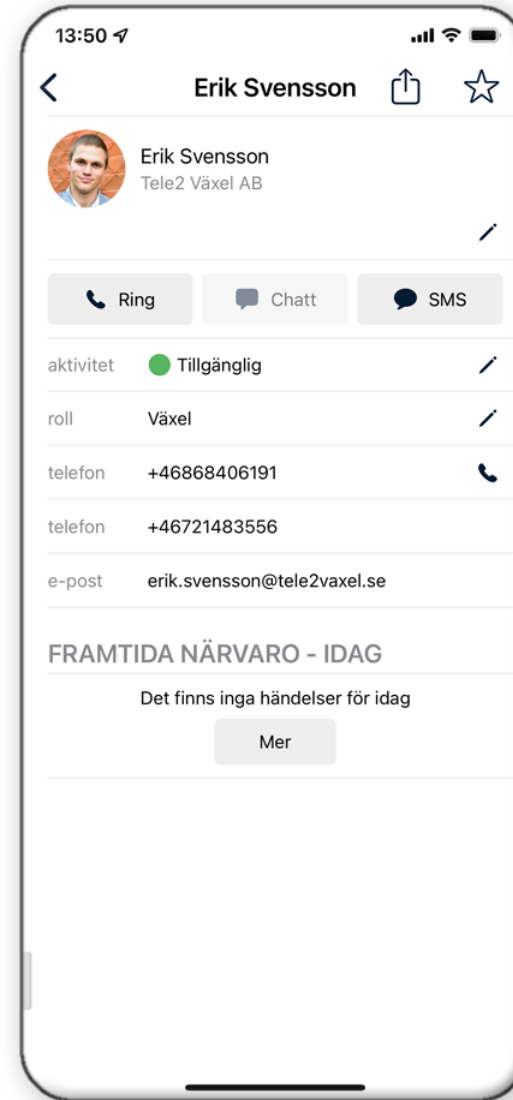 13:50
Erik Svensson
Erik Svensson
Tele2 Växel AB
Ring Chatt SMS
aktivitet Tillgänglig
roll Växel
telefon +46868406191
telefon +46721483556
e-post erik.svensson@tele2vaxel.se
FRAMTIDA NÄRVARO - IDAG
Det finns inga händelser för idag
Mer